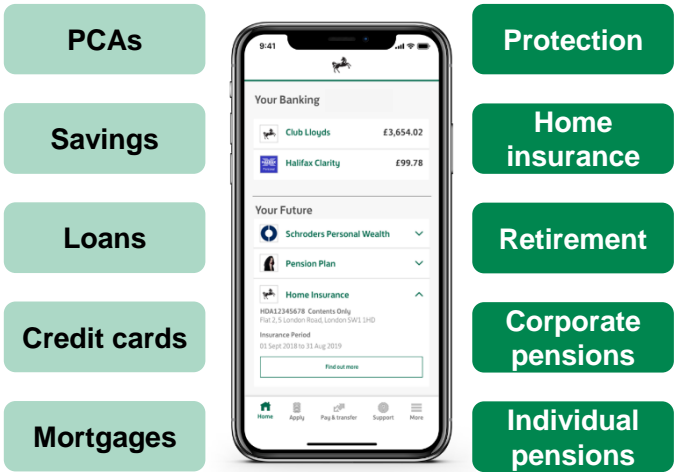 PCAs
Savings
Loans
Credit cards
Mortgages
9:41
Your Banking
Club Lloyds £3,654.02
Halifax Clarity £99.78
Your Future
Schroders Personal Wealth
Pension Plan
Home Insurance
HDA12345678 Contents Only
Flat 2, 5 London Road, London SW1 1HD
Insurance Period
01 Sept 2018 to 31 Aug 2019
Find out more
Home Apply Pay & transfer Support More
Protection
Home
insurance
Retirement
Corporate
pensions
Individual
pensions